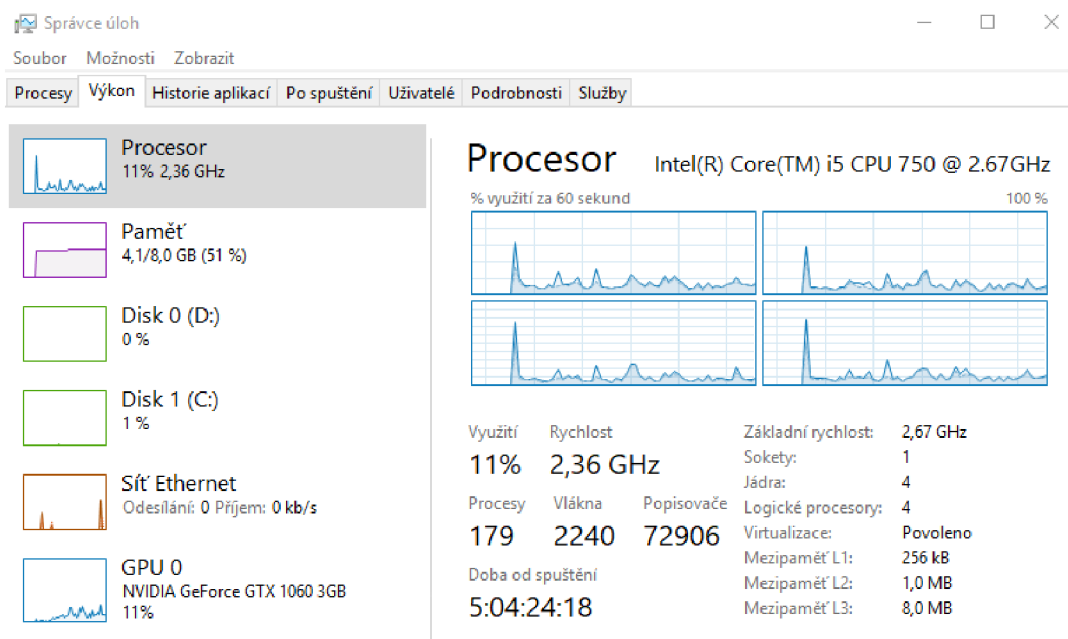 Správce úloh
Soubor Možnosti Zobrazit
Procesy Výkon Historie aplikací Po spuštění Uživatelé Podrobnosti Služby
Procesor
11% 2,36 GHz
Paměť
4,1/8,0 GB (51 %)
Disk 0 (D:)
0 %
Disk 1 (C:)
1 %
Síť Ethernet
Odesílání: 0 Příjem: 0 kb/s
GPU 0
NVIDIA GeForce GTX 1060 3GB
11%
Procesor Intel(R) Core(TM) i5 CPU 750 @ 2.67GHz
% využití za 60 sekund 100 %
Využití Rychlost
11% 2,36 GHz
Procesy Vlákna Popisovače
179 2240 72906
Doba od spuštění
5:04:24:18
Základní rychlost: 2,67 GHz
Sokety: 1
Jádra: 4
Logické procesory: 4
Virtualizace: Povoleno
Mezipaměť L1: 256 kB
Mezipaměť L2: 1,0 MB
Mezipaměť L3: 8,0 MB